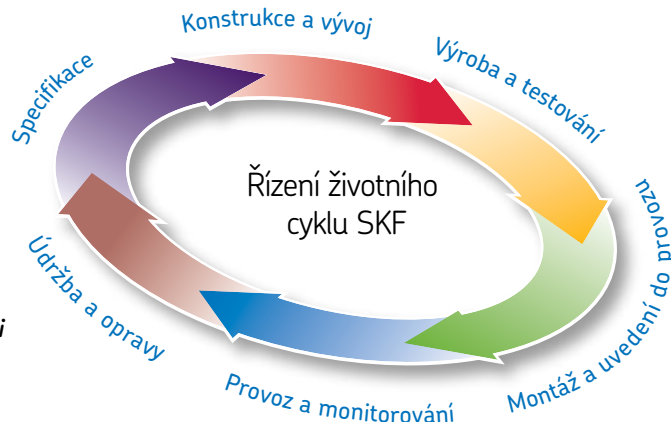 Konstrukce a vývoj
Výroba a testování
Specifikace
Řízení životního
cyklu SKF
Montáž a uvedení do provozu
Údržba a opravy
i
Provoz a monitorování